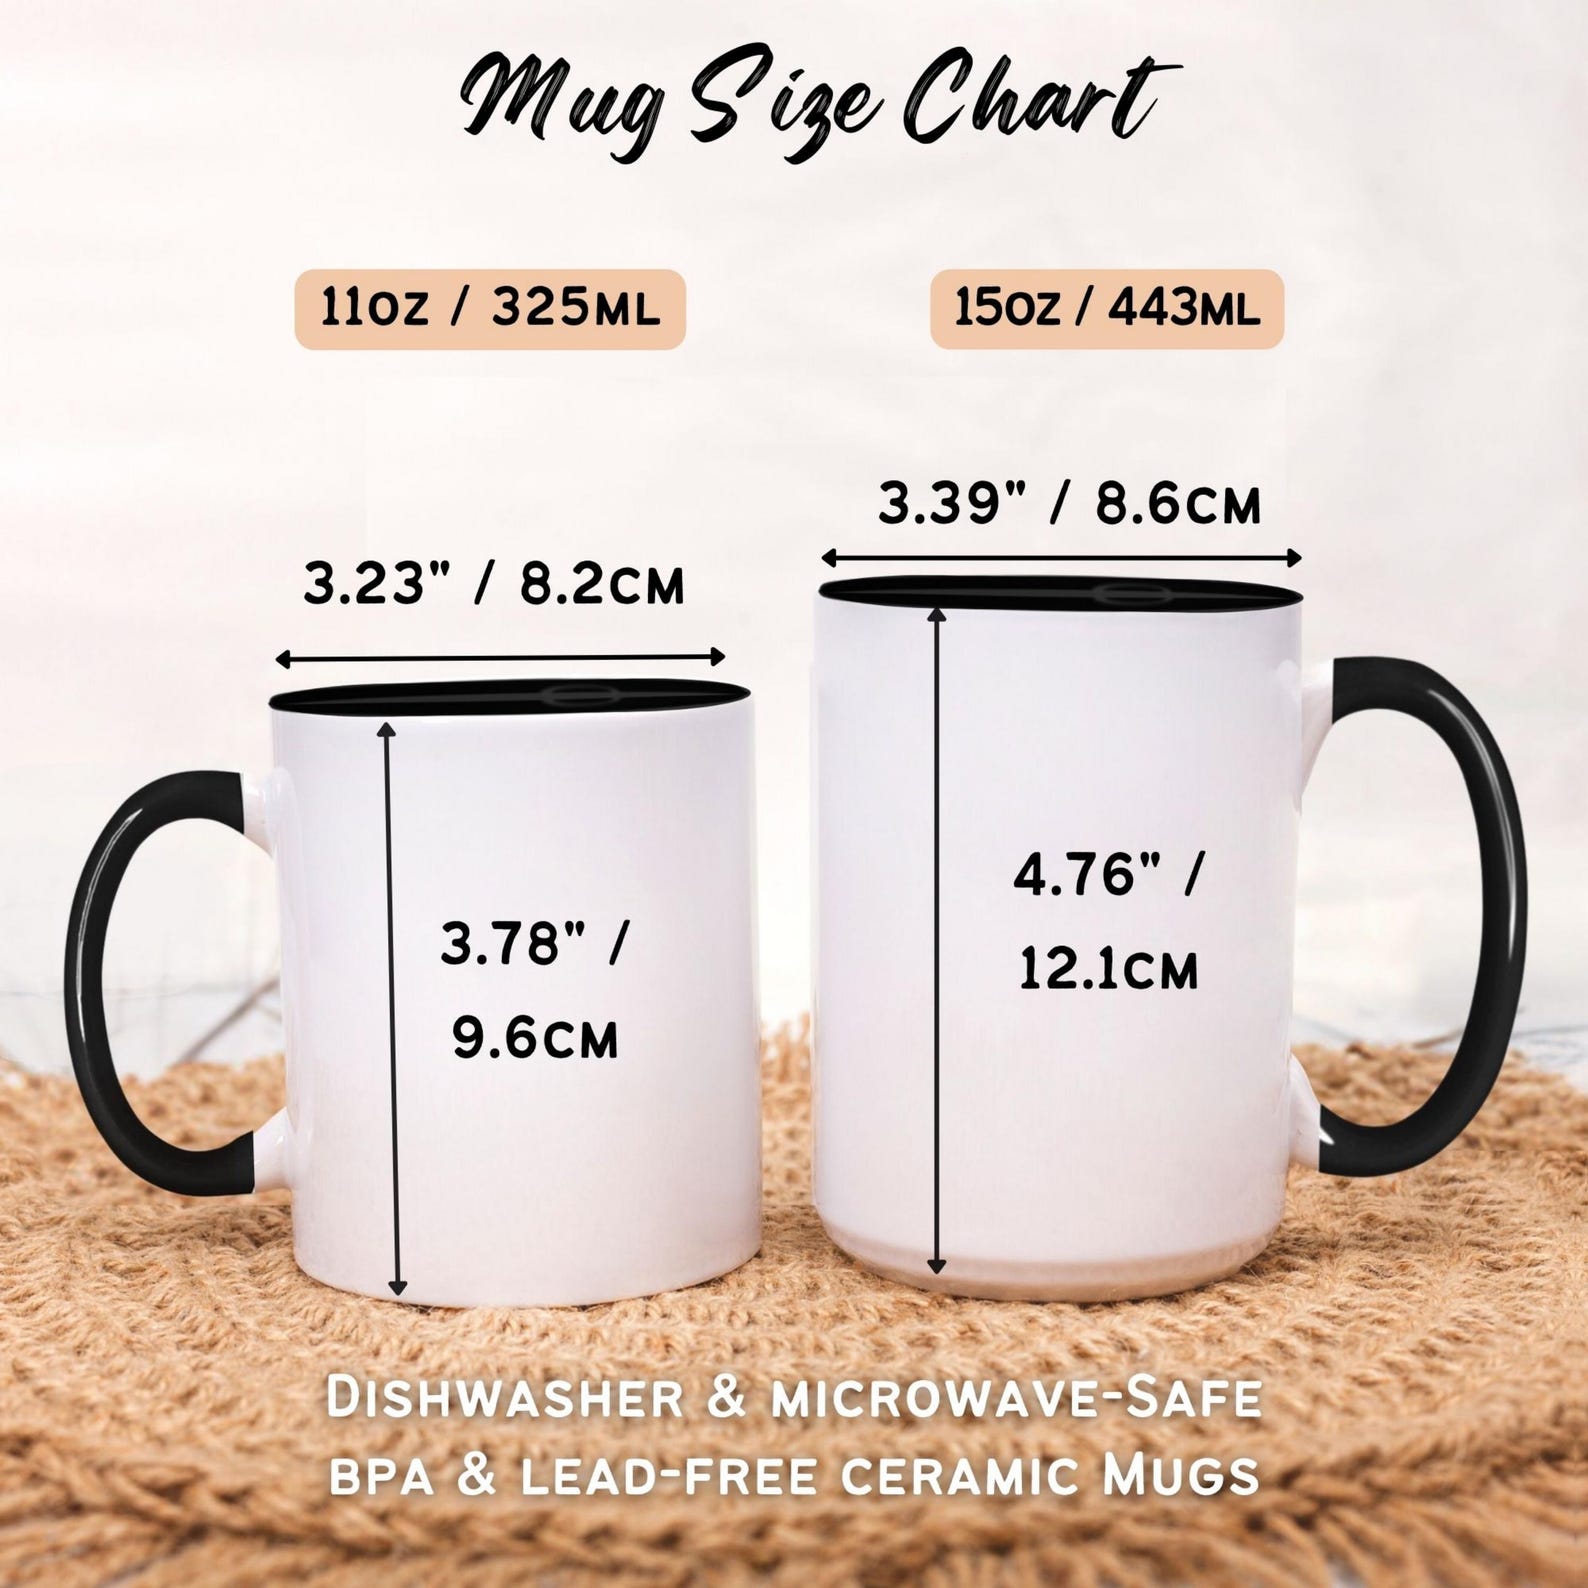 Mug Size Chart
11oz / 325ml
15oz / 443ml
3.39" / 8.6cm
3.23" / 8.2cm
4.76" /
12.1cm
3.78" /
9.6cm
Dishwasher & microwave-Safe
bpa & lead-free ceramic Mugs